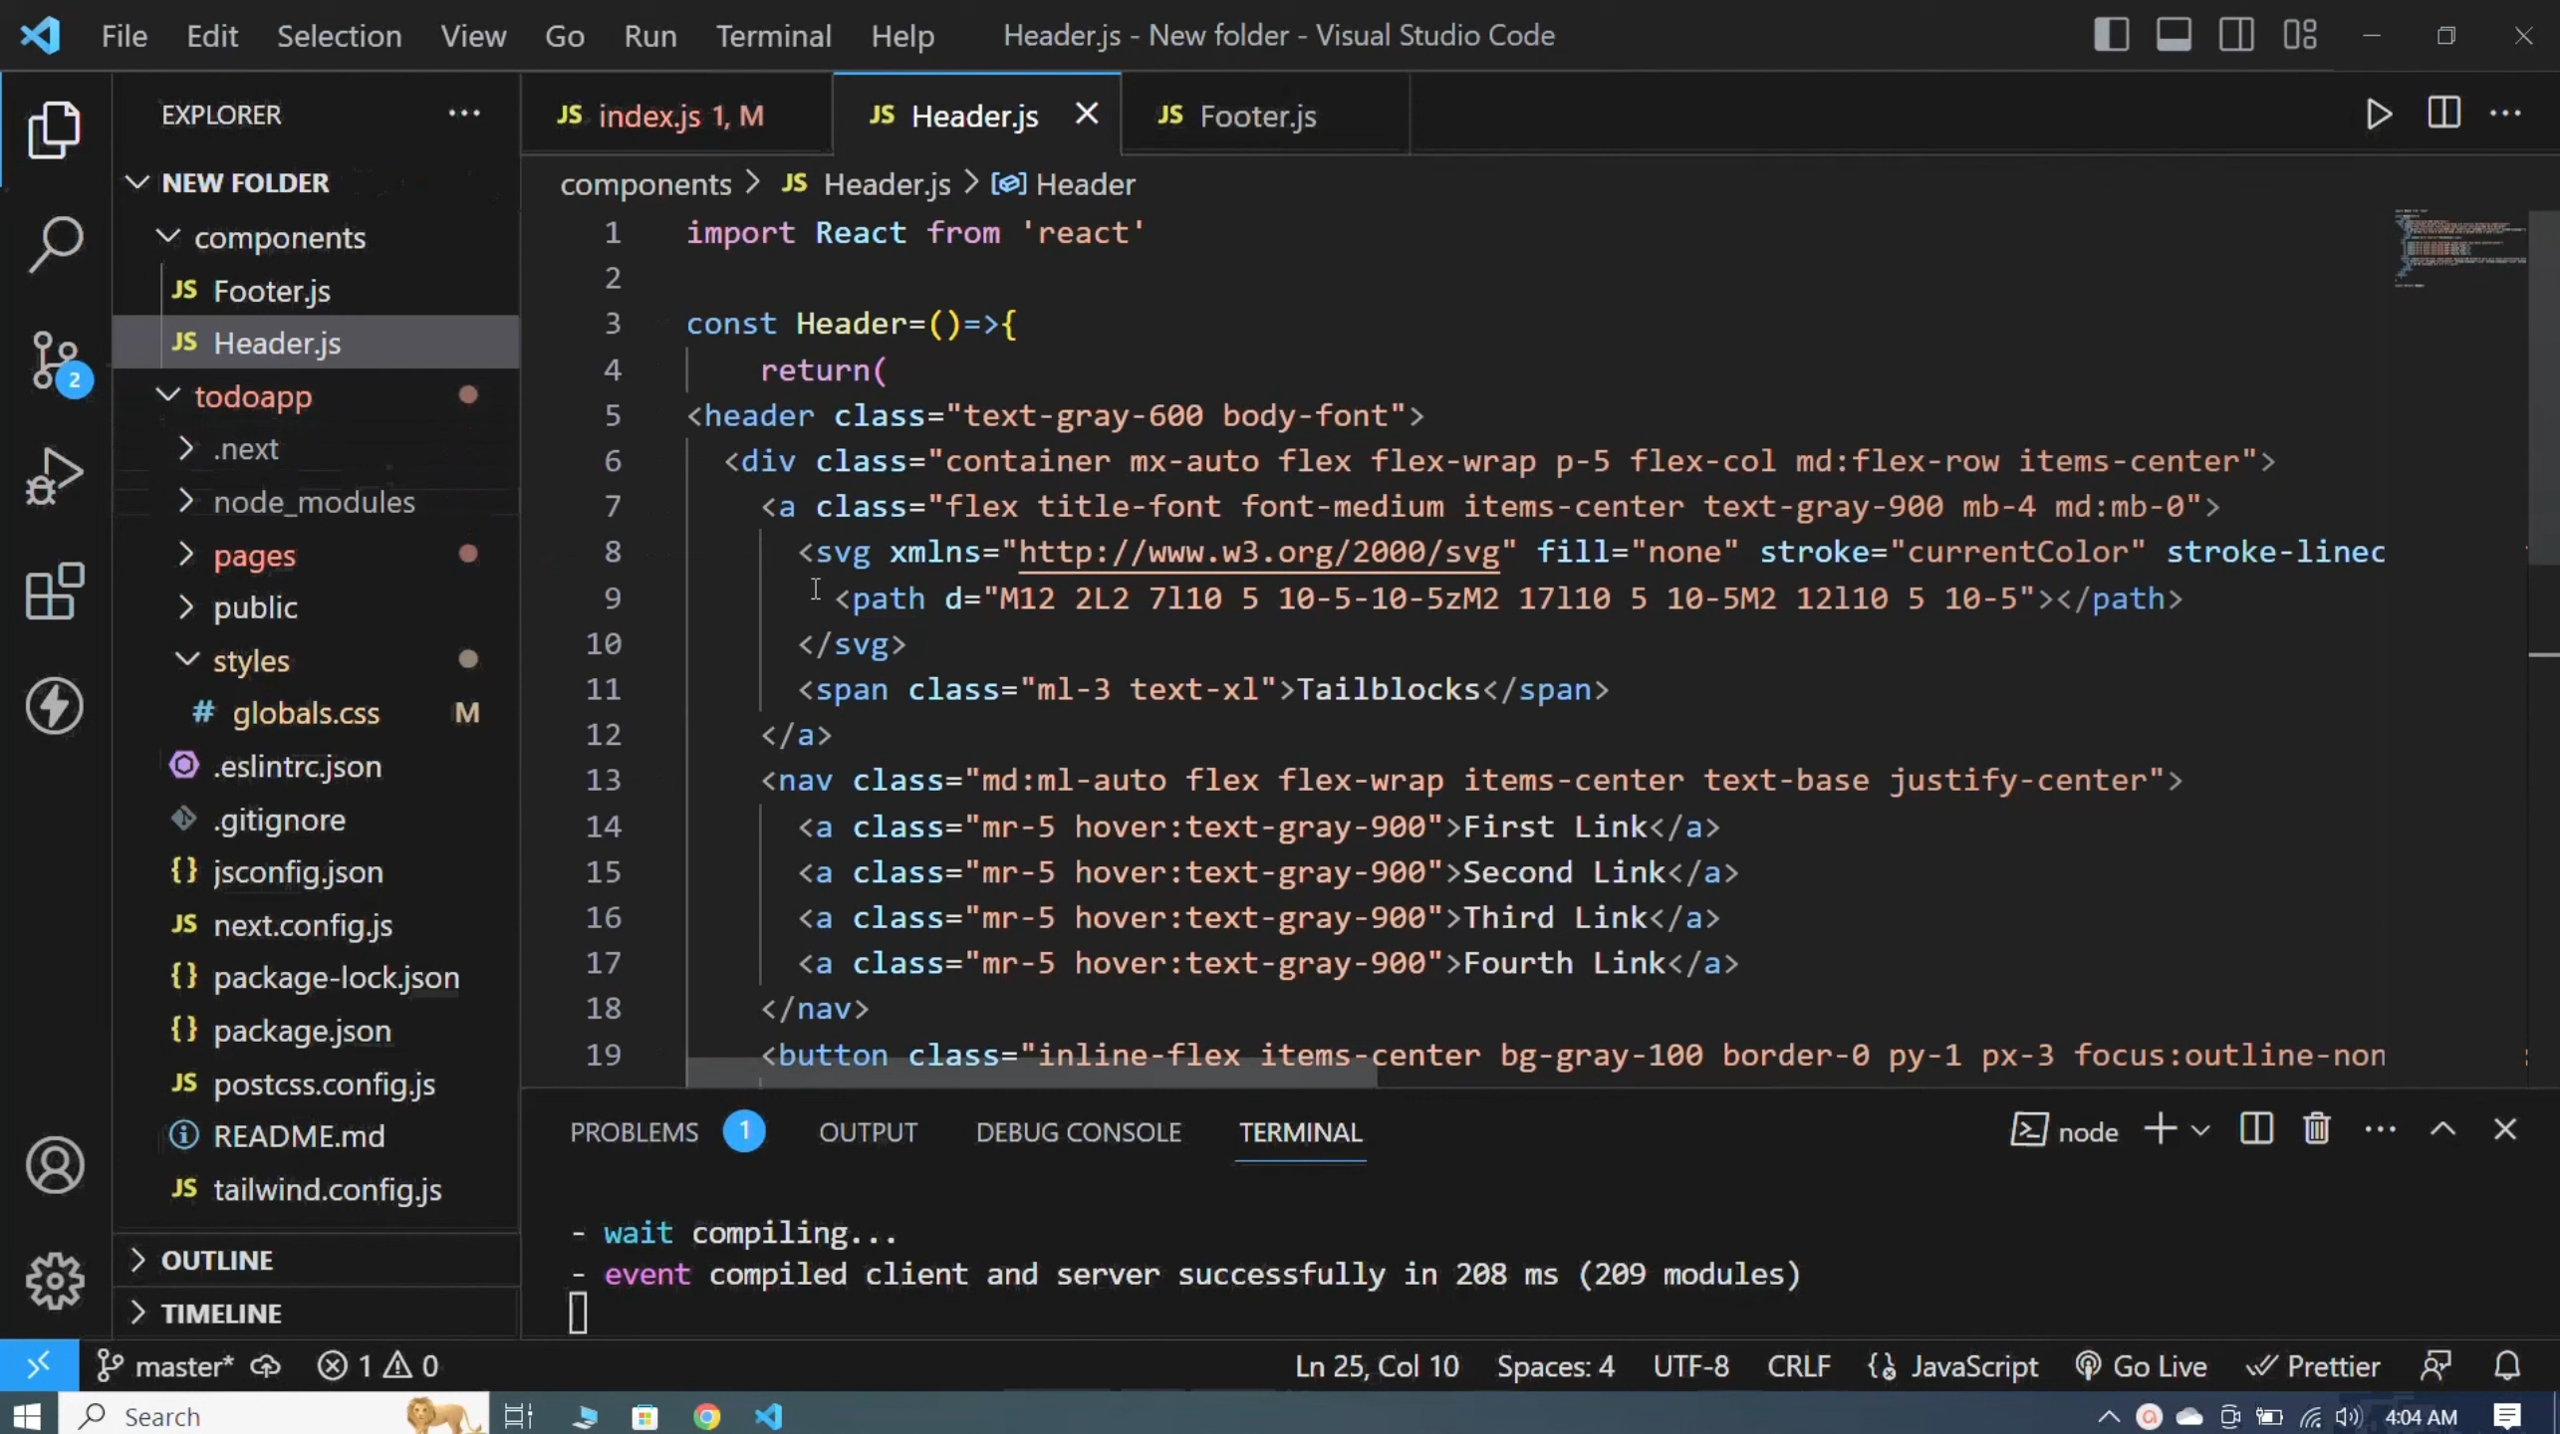 File Edit Selection View Go Run Terminal Help Header.js - New folder - Visual Studio Code
EXPLORER
NEW FOLDER
components
JS Footer.js
JS Header.js
todoapp
.next
node_modules
pages
public
styles
# globals.css M
.eslintrc.json
.gitignore
{} jsconfig.json
JS next.config.js
{} package-lock.json
{} package.json
JS postcss.config.js
README.md
JS tailwind.config.js
OUTLINE
TIMELINE
2
JS index.js 1, M JS Header.js JS Footer.js
components > JS Header.js > Header
1 import React from 'react'
2
3 const Header=()=>{
4 return(
5 <header class="text-gray-600 body-font">
6 <div class="container mx-auto flex flex-wrap p-5 flex-col md:flex-row items-center">
7 <a class="flex title-font font-medium items-center text-gray-900 mb-4 md:mb-0">
8 <svg xmlns="http://www.w3.org/2000/svg" fill="none" stroke="currentColor" stroke-linec
9 <path d="M12 2L2 7l10 5 10-5-10-5zM2 17l10 5 10-5M2 12l10 5 10-5"></path>
10 </svg>
11 <span class="ml-3 text-xl">Tailblocks</span>
12 </a>
13 <nav class="md:ml-auto flex flex-wrap items-center text-base justify-center">
14 <a class="mr-5 hover:text-gray-900">First Link</a>
15 <a class="mr-5 hover:text-gray-900">Second Link</a>
16 <a class="mr-5 hover:text-gray-900">Third Link</a>
17 <a class="mr-5 hover:text-gray-900">Fourth Link</a>
18 </nav>
19 <button class="inline-flex items-center bg-gray-100 border-0 py-1 px-3 focus:outline-non
PROBLEMS 1 OUTPUT DEBUG CONSOLE TERMINAL node
- wait compiling...
- event compiled client and server successfully in 208 ms (209 modules)
master* 1 0 Ln 25, Col 10 Spaces: 4 UTF-8 CRLF {} JavaScript Go Live Prettier
Search 4:04 AM